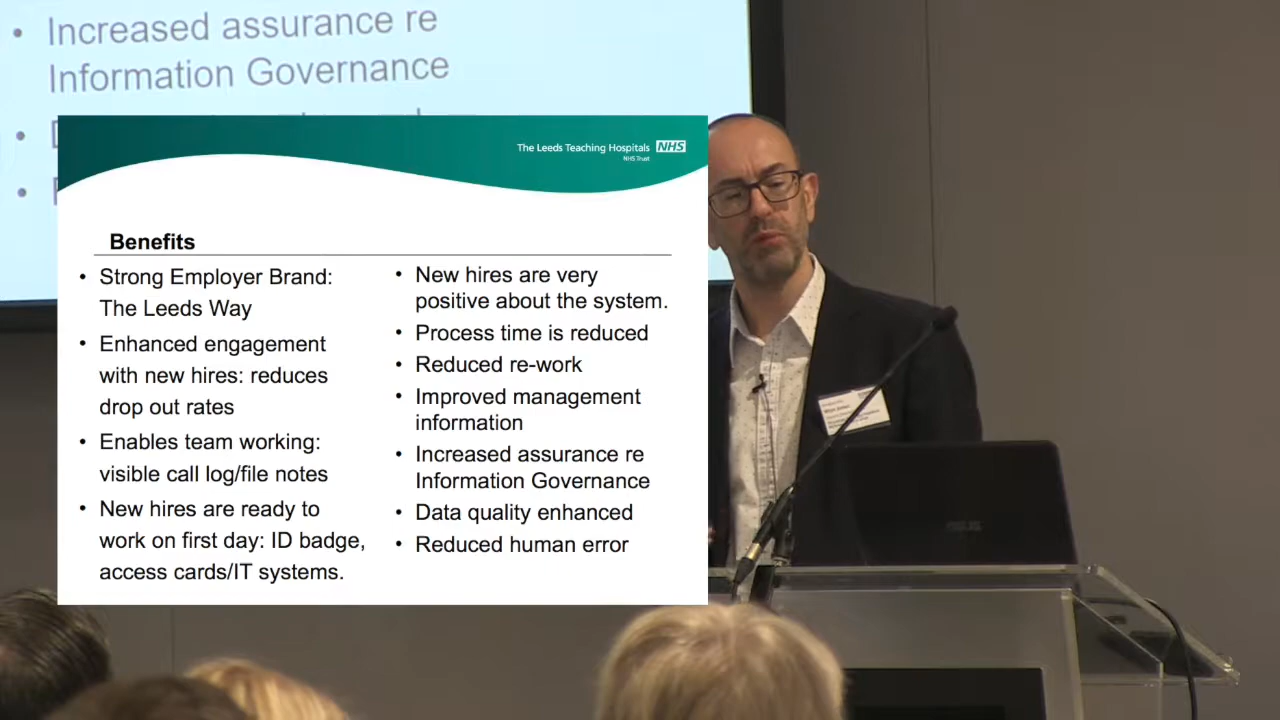 • Increased assurance re
Information Governance
The Leeds Teaching Hospitals NHS
NHS Trust
Benefits
• Strong Employer Brand:
The Leeds Way
• Enhanced engagement
with new hires: reduces
drop out rates
• Enables team working:
visible call log/file notes
• New hires are ready to
work on first day: ID badge,
access cards/IT systems.
• New hires are very
positive about the system.
• Process time is reduced
• Reduced re-work
• Improved management
information
• Increased assurance re
Information Governance
• Data quality enhanced
• Reduced human error
ASUS